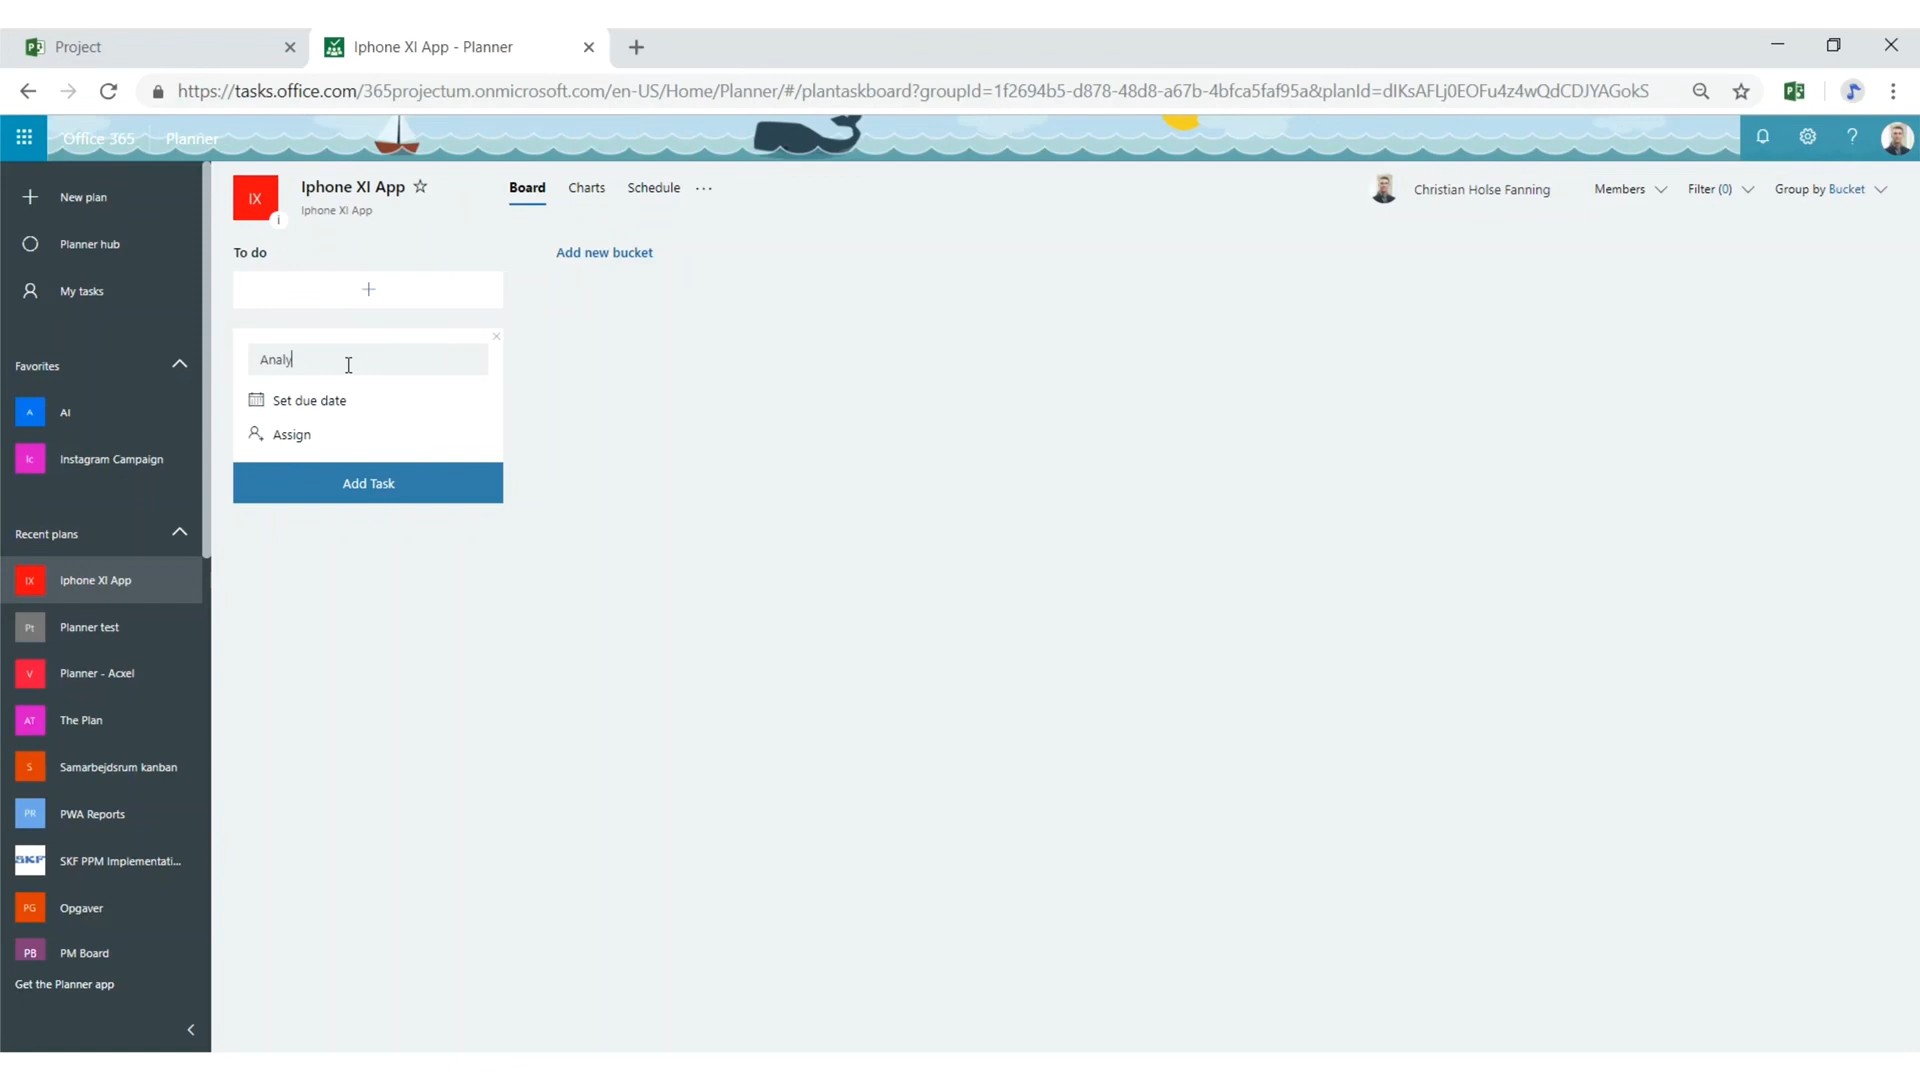 Project
Iphone XI App - Planner
https://tasks.office.com/365projectum.onmicrosoft.com/en-US/Home/Planner/#/plantaskboard?groupId=1f2694b5-d878-48d8-a67b-4bfca5faf95a&planId=dIKsAFLj0EOFu4z4wQdCDJYAGokS
Office 365
Planner
New plan
Planner hub
My tasks
Favorites
A AI
Ic Instagram Campaign
Recent plans
IX Iphone XI App
Pt Planner test
V Planner - Acxel
AT The Plan
S Samarbejdsrum kanban
PR PWA Reports
SKF SKF PPM Implementati...
PG Opgaver
PB PM Board
Get the Planner app
IX
Iphone XI App
Iphone XI App
Board
Charts
Schedule
Christian Holse Fanning
Members
Filter (0)
Group by Bucket
To do
Add new bucket
Analy
Set due date
Assign
Add Task